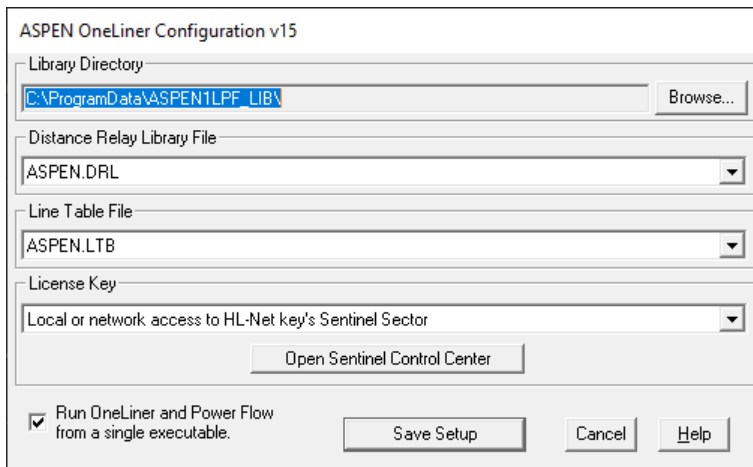 ASPEN OneLiner Configuration v15
Library Directory
C:\ProgramData\ASPEN1LPF_LIB\
Browse...
Distance Relay Library File
ASPEN.DRL
Line Table File
ASPEN.LTB
License Key
Local or network access to HL-Net key's Sentinel Sector
Open Sentinel Control Center
Run OneLiner and Power Flow
from a single executable.
Save Setup
Cancel
Help